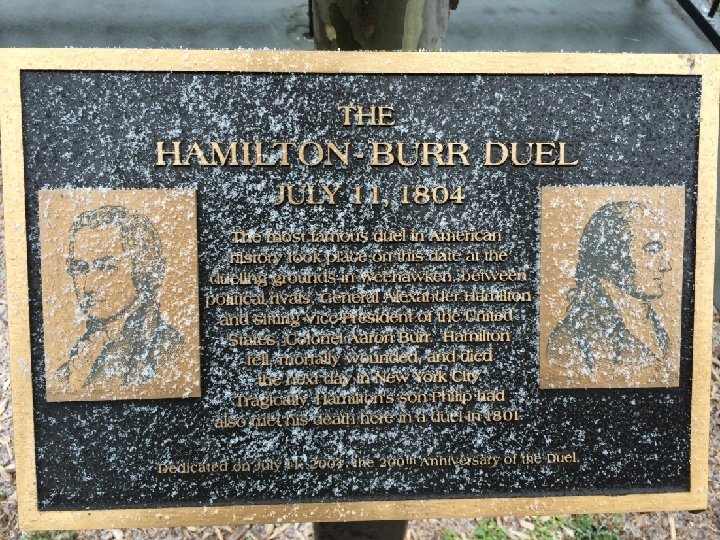 THE
HAMILTON-BURR DUEL
JULY 11, 1804
The most famous duel in American
history took place on this date at the
dueling grounds in Weehawken, between
political rivals, General Alexander Hamilton
and sitting Vice-President of the United
States, Colonel Aaron Burr. Hamilton
fell, mortally wounded, and died
the next day in New York City.
Tragically, Hamilton's son Philip had
also met his death here in a duel in 1801.
Dedicated on July 11, 2004, the 200th Anniversary of the Duel.